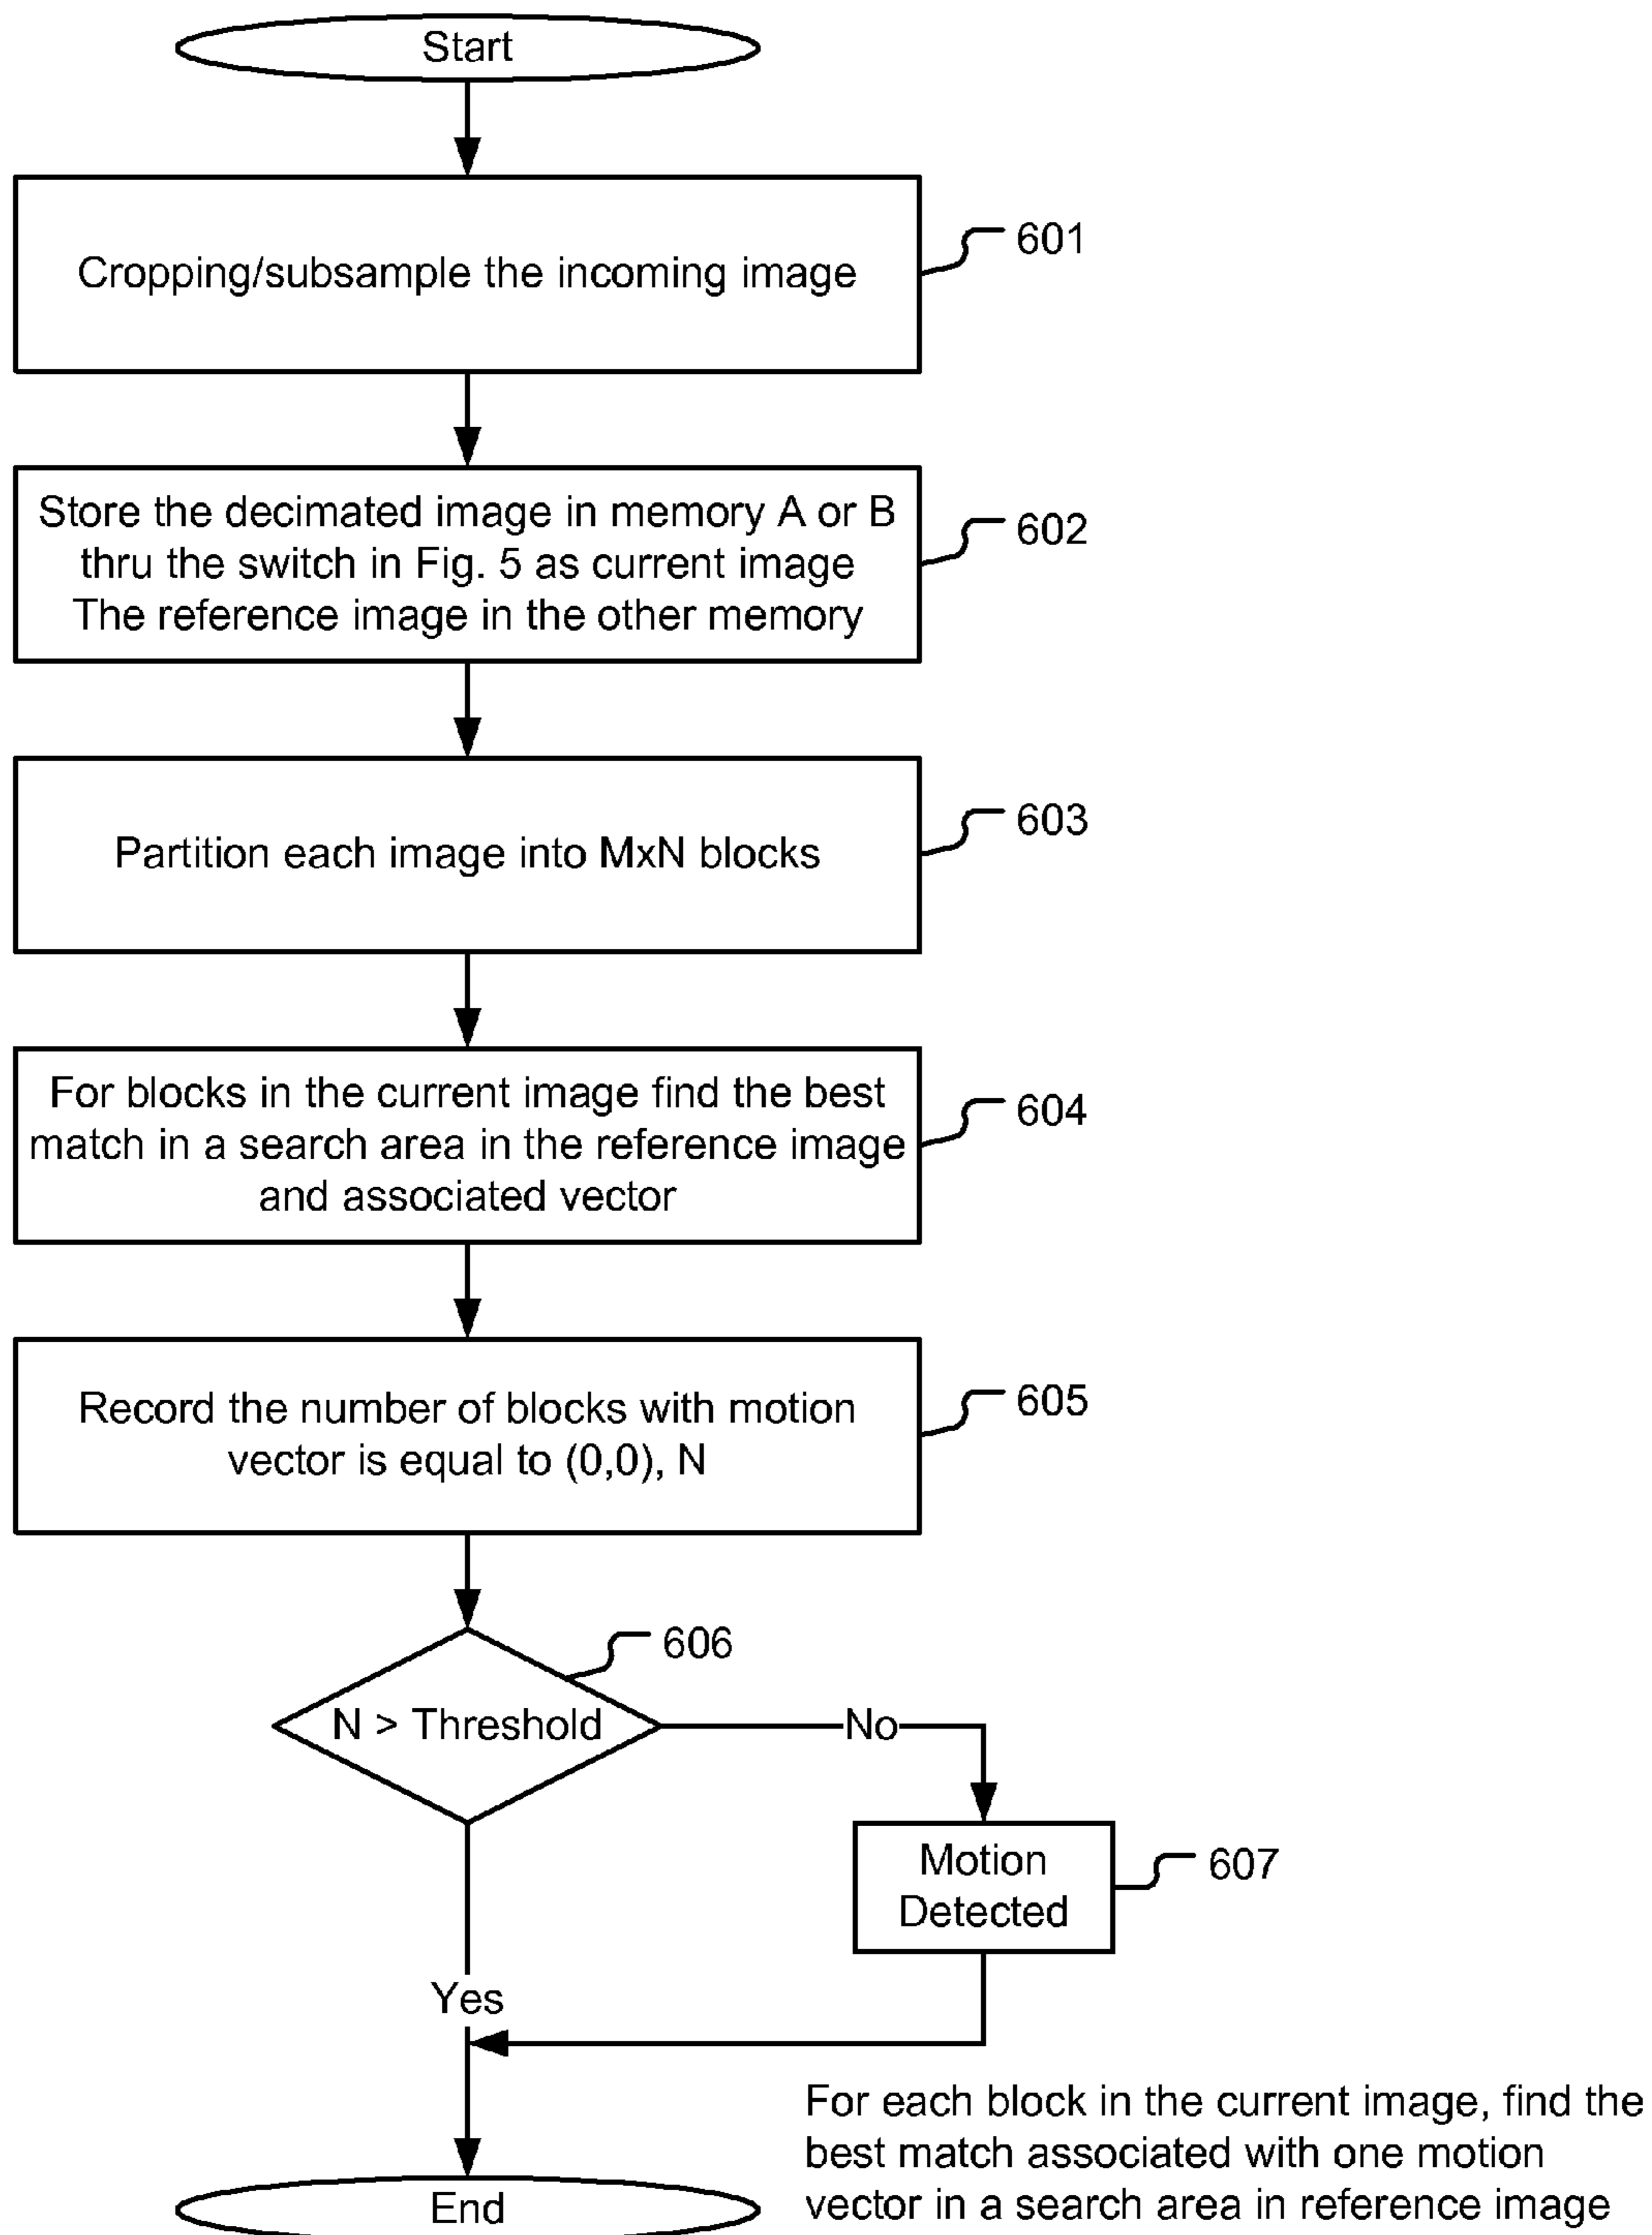 Start
Cropping/subsample the incoming image
601
Store the decimated image in memory A or B
thru the switch in Fig. 5 as current image
The reference image in the other memory
602
Partition each image into MxN blocks
603
For blocks in the current image find the best
match in a search area in the reference image
and associated vector
604
Record the number of blocks with motion
vector is equal to (0,0), N
605
606
N > Threshold
No
Motion
Detected
607
Yes
For each block in the current image, find the
best match associated with one motion
vector in a search area in reference image
End